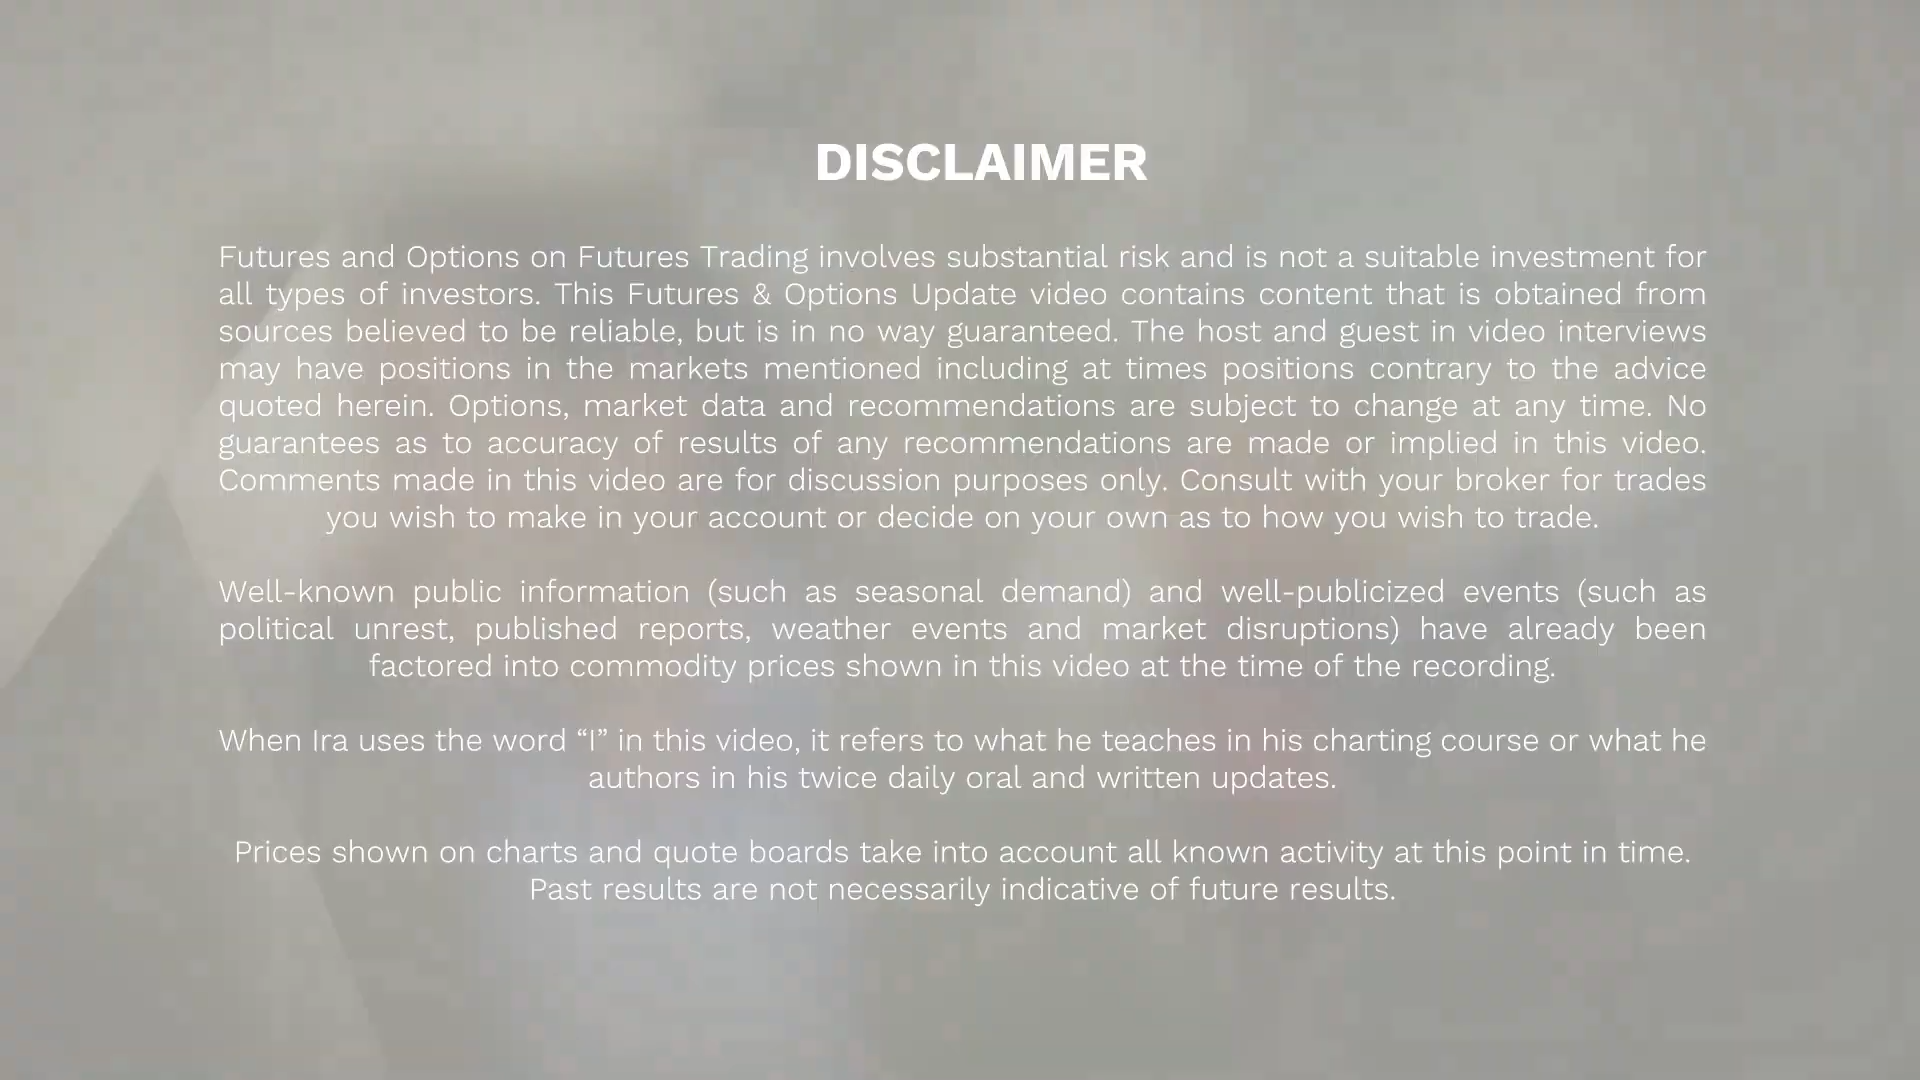 DISCLAIMER
Futures and Options on Futures Trading involves substantial risk and is not a suitable investment for
all types of investors. This Futures & Options Update video contains content that is obtained from
sources believed to be reliable, but is in no way guaranteed. The host and guest in video interviews
may have positions in the markets mentioned including at times positions contrary to the advice
quoted herein. Options, market data and recommendations are subject to change at any time. No
guarantees as to accuracy of results of any recommendations are made or implied in this video.
Comments made in this video are for discussion purposes only. Consult with your broker for trades
you wish to make in your account or decide on your own as to how you wish to trade.
Well-known public information (such as seasonal demand) and well-publicized events (such as
political unrest, published reports, weather events and market disruptions) have already been
factored into commodity prices shown in this video at the time of the recording.
When Ira uses the word “I” in this video, it refers to what he teaches in his charting course or what he
authors in his twice daily oral and written updates.
Prices shown on charts and quote boards take into account all known activity at this point in time.
Past results are not necessarily indicative of future results.